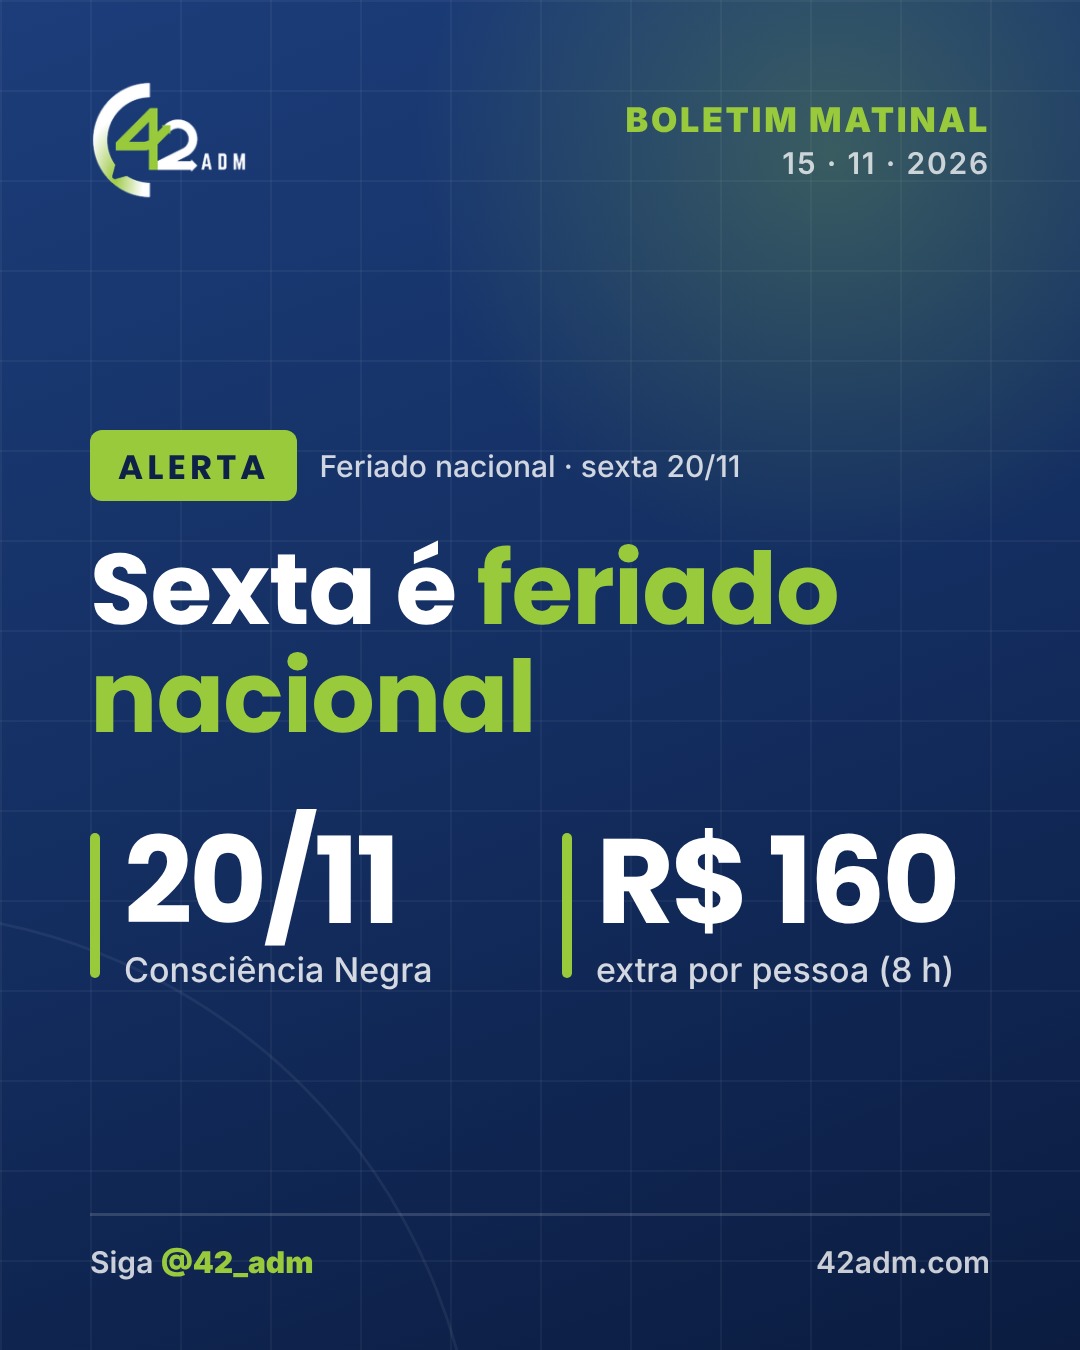 42 ADM
BOLETIM MATINAL
15 · 11 · 2026
ALERTA
Feriado nacional · sexta 20/11
Sexta é feriado
nacional
20/11
Consciência Negra
R$ 160
extra por pessoa (8 h)
Siga @42_adm
42adm.com